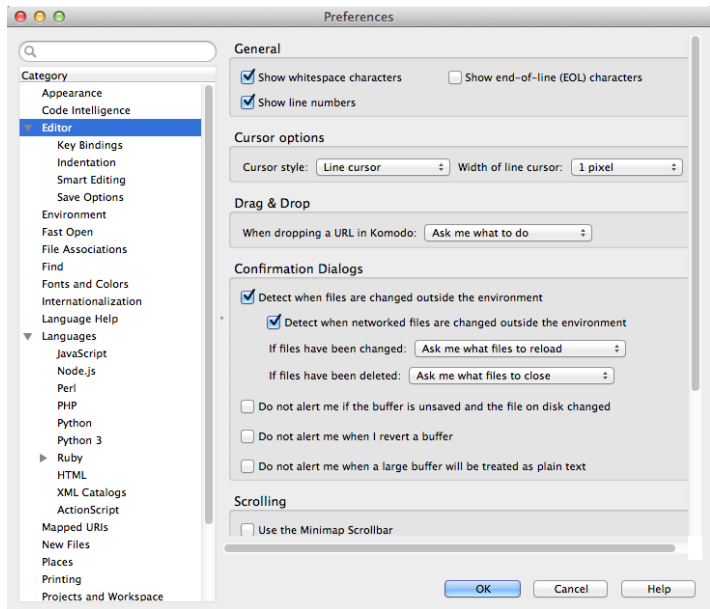 Preferences
Category
Appearance
Code Intelligence
Editor
Key Bindings
Indentation
Smart Editing
Save Options
Environment
Fast Open
File Associations
Find
Fonts and Colors
Internationalization
Language Help
Languages
JavaScript
Node.js
Perl
PHP
Python
Python 3
Ruby
HTML
XML Catalogs
ActionScript
Mapped URIs
New Files
Places
Printing
Projects and Workspace
General
Show whitespace characters Show end-of-line (EOL) characters
Show line numbers
Cursor options
Cursor style: Line cursor Width of line cursor: 1 pixel
Drag & Drop
When dropping a URL in Komodo: Ask me what to do
Confirmation Dialogs
Detect when files are changed outside the environment
Detect when networked files are changed outside the environment
If files have been changed: Ask me what files to reload
If files have been deleted: Ask me what files to close
Do not alert me if the buffer is unsaved and the file on disk changed
Do not alert me when I revert a buffer
Do not alert me when a large buffer will be treated as plain text
Scrolling
Use the Minimap Scrollbar
OK Cancel Help